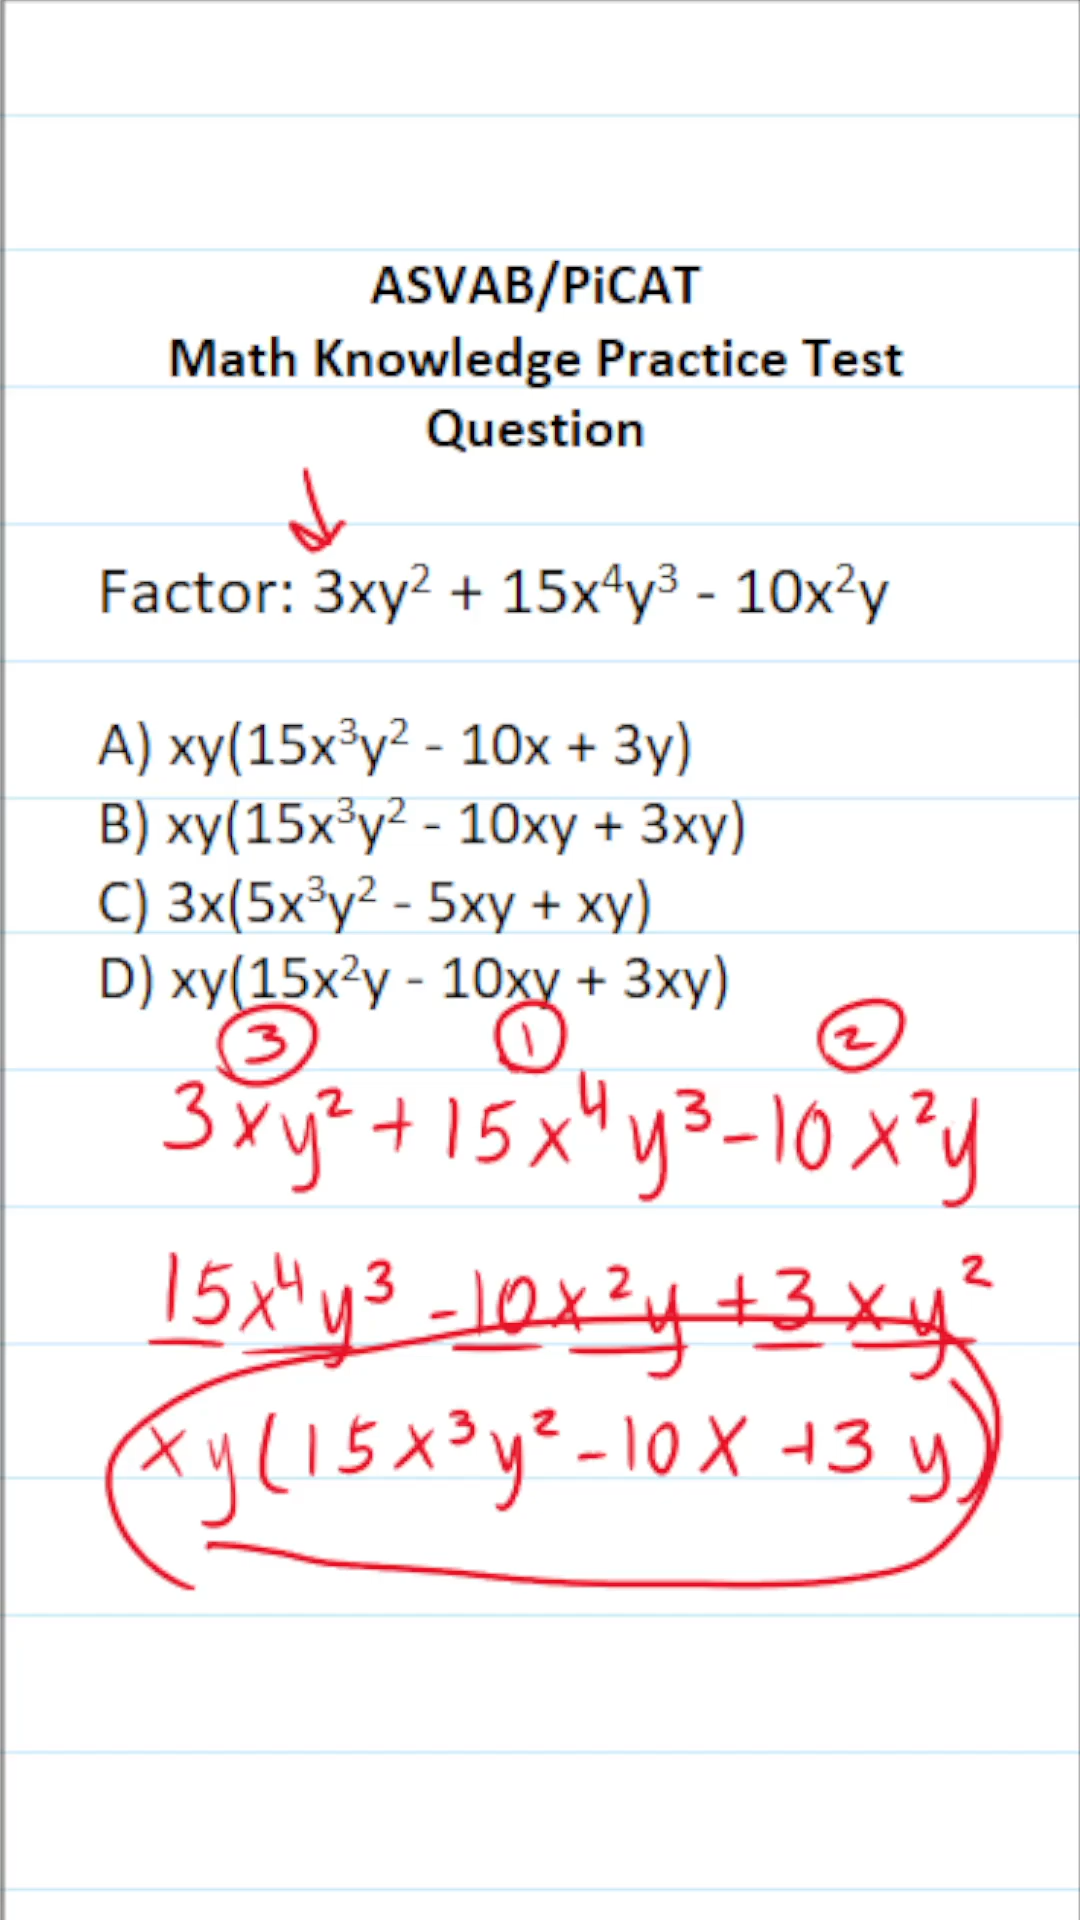 ASVAB/PiCAT
Math Knowledge Practice Test
Question
Factor: 3xy² + 15x⁴y³ - 10x²y
A) xy(15x³y² - 10x + 3y)
B) xy(15x³y² - 10xy + 3xy)
C) 3x(5x³y² - 5xy + xy)
D) xy(15x²y - 10xy + 3xy)
3 1 2
3xy² + 15x⁴y³ - 10x²y
15x⁴y³ - 10x²y + 3xy²
xy(15x³y² - 10x + 3y)